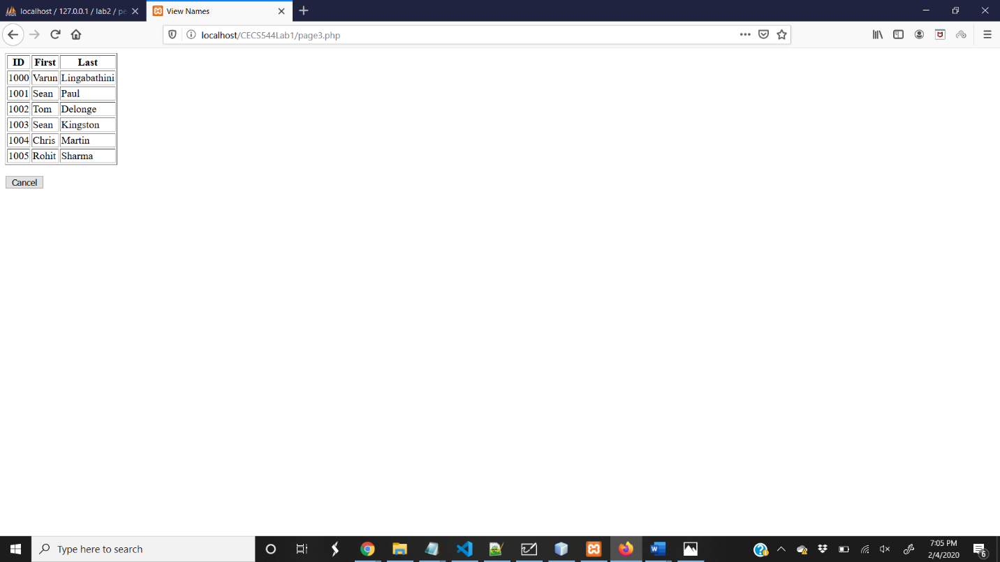 localhost / 127.0.0.1 / lab2 / pe
View Names
localhost/CECS544Lab1/page3.php
ID First Last
1000 Varun Lingabathini
1001 Sean Paul
1002 Tom Delonge
1003 Sean Kingston
1004 Chris Martin
1005 Rohit Sharma
Cancel
Type here to search
7:05 PM
2/4/2020
6